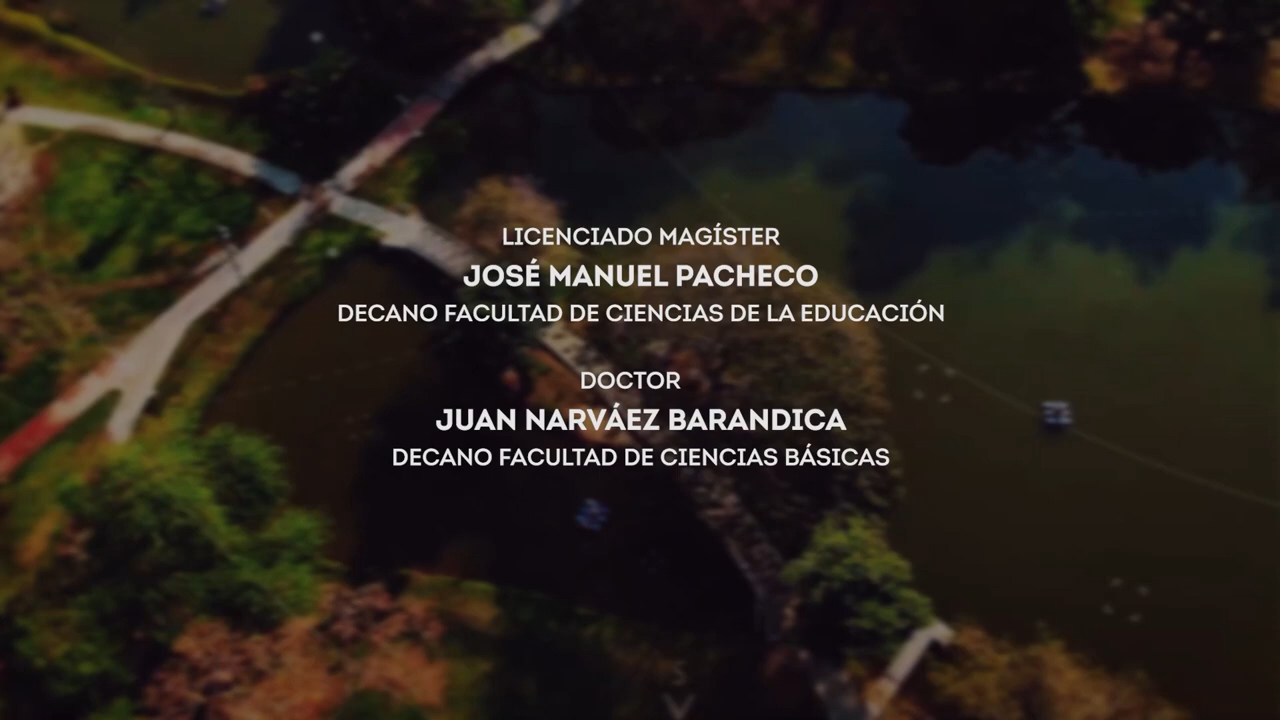 LICENCIADO MAGÍSTER
JOSÉ MANUEL PACHECO
DECANO FACULTAD DE CIENCIAS DE LA EDUCACIÓN
DOCTOR
JUAN NARVÁEZ BARANDICA
DECANO FACULTAD DE CIENCIAS BÁSICAS